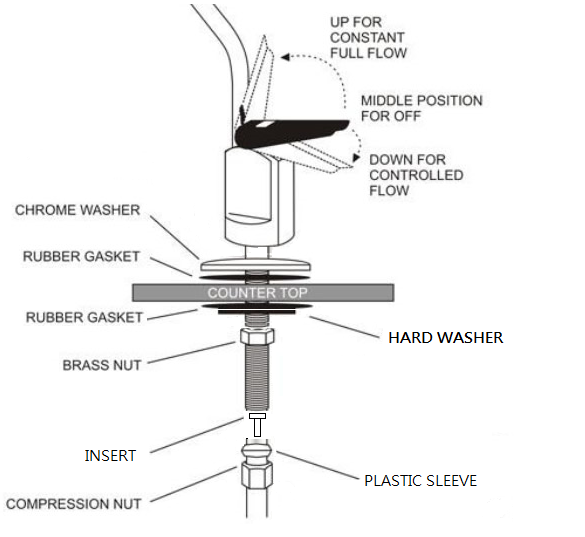 UP FOR
CONSTANT
FULL FLOW
MIDDLE POSITION
FOR OFF
DOWN FOR
CONTROLLED
FLOW
CHROME WASHER
RUBBER GASKET
COUNTER TOP
RUBBER GASKET
HARD WASHER
BRASS NUT
INSERT
PLASTIC SLEEVE
COMPRESSION NUT